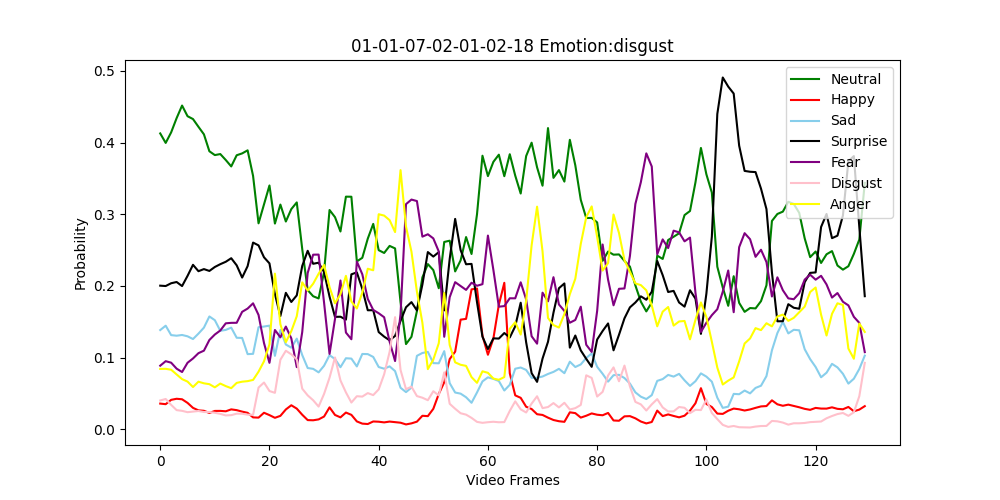 01-01-07-02-01-02-18 Emotion:disgust
Probability
0.5
0.4
0.3
0.2
0.1
0.0
0 20 40 60 80 100 120
Video Frames
Neutral
Happy
Sad
Surprise
Fear
Disgust
Anger